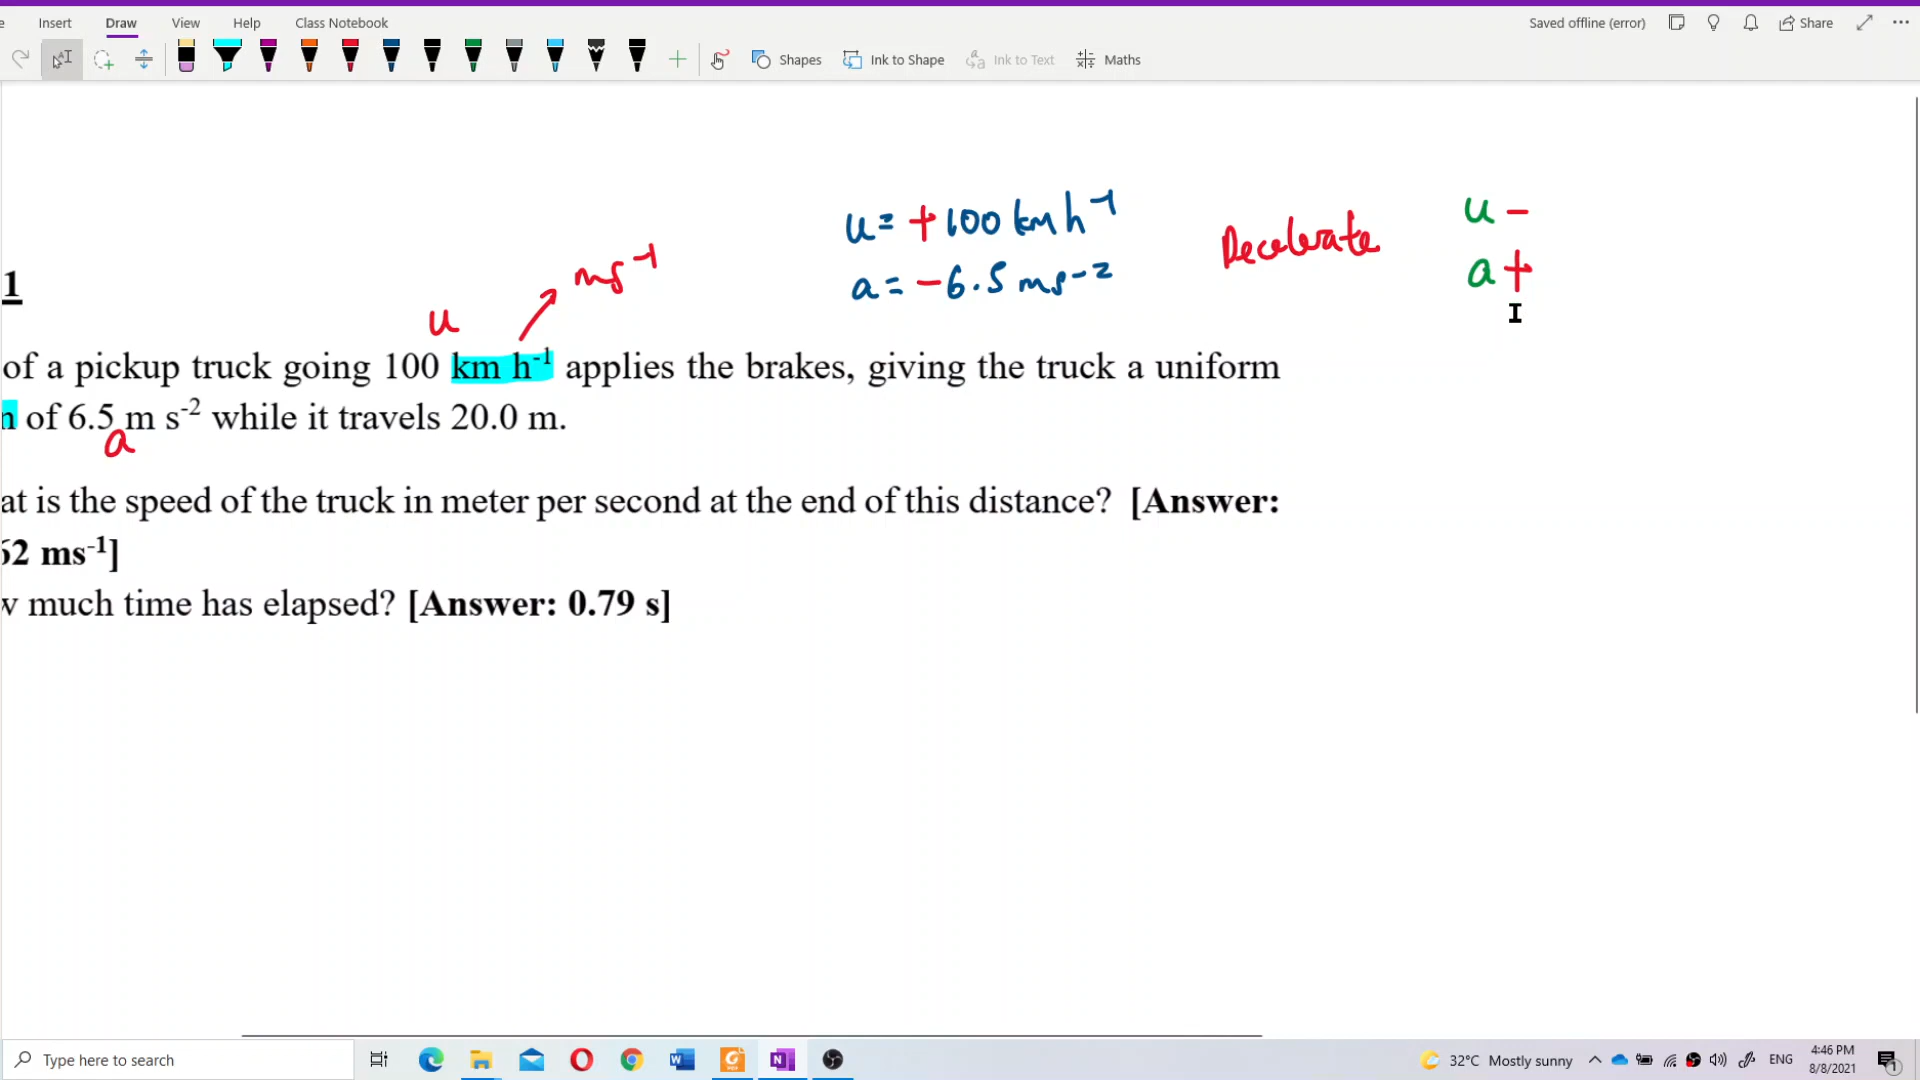 Insert Draw View Help Class Notebook Saved offline (error) Share
Shapes Ink to Shape Ink to Text Maths
u = +100 km h⁻¹
a = -6.5 ms⁻²
Decelerate
u -
a +
1
ms⁻¹
u
of a pickup truck going 100 km h⁻¹ applies the brakes, giving the truck a uniform
n of 6.5 m s⁻² while it travels 20.0 m.
a
at is the speed of the truck in meter per second at the end of this distance? [Answer:
62 ms⁻¹]
w much time has elapsed? [Answer: 0.79 s]
Type here to search
32°C Mostly sunny ENG 4:46 PM
8/8/2021